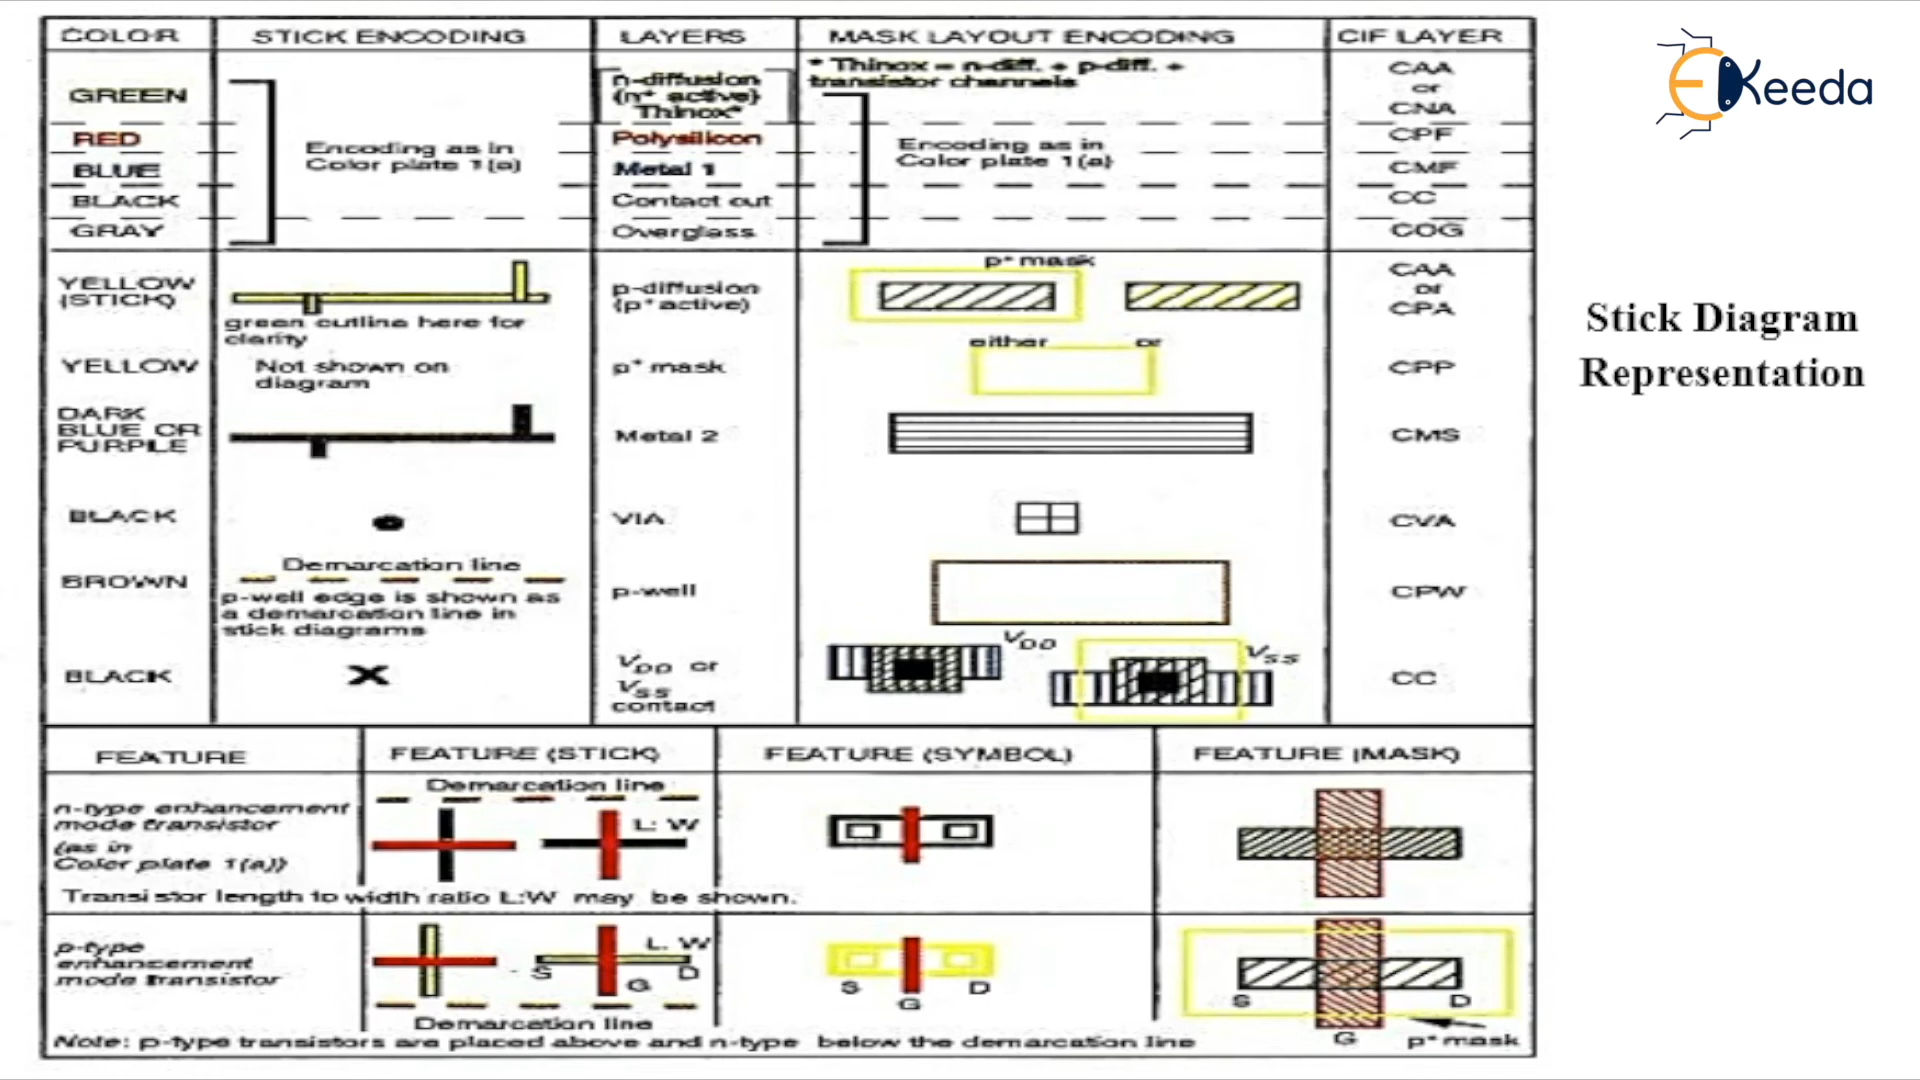 COLOR STICK ENCODING LAYERS MASK LAYOUT ENCODING CIF LAYER
GREEN
n-diffusion
(n⁺ active)
Thinox*
* Thinox = n-diff. + p-diff. +
transistor channels
CAA
or
CNA
RED
Encoding as in
Color plate 1(a)
Polysilicon
Encoding as in
Color plate 1(a)
CPF
BLUE
Metal 1
CMF
BLACK
Contact cut
CC
GRAY
Overglass
COG
YELLOW
(STICK)
green outline here for
clarity
p-diffusion
(p⁺ active)
p⁺ mask
either or
CAA
or
CPA
YELLOW
Not shown on
diagram
p⁺ mask
CPP
DARK
BLUE OR
PURPLE
Metal 2
CMS
BLACK
VIA
CVA
BROWN
Demarcation line
p-well edge is shown as
a demarcation line in
stick diagrams
p-well
CPW
BLACK
X
VDD or
VSS
contact
VDD
VSS
CC
FEATURE FEATURE (STICK) FEATURE (SYMBOL) FEATURE (MASK)
n-type enhancement
mode transistor
(as in
Color plate 1(a))
Demarcation line
L: W
Transistor length to width ratio L:W may be shown.
p-type
enhancement
mode transistor
L. W
S
G
D
Demarcation line
S
G
D
S
D
G
p⁺ mask
Note: p-type transistors are placed above and n-type below the demarcation line
EKeeda
Stick Diagram
Representation